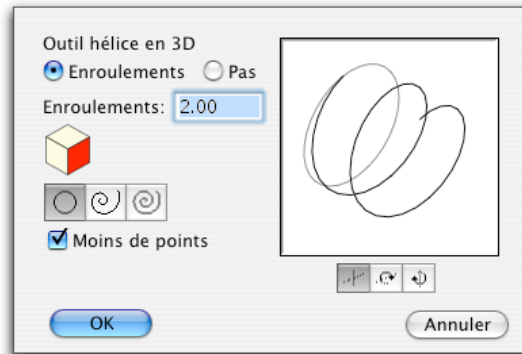 Outil hélice en 3D
Enroulements Pas
Enroulements: 2.00
Moins de points
OK Annuler